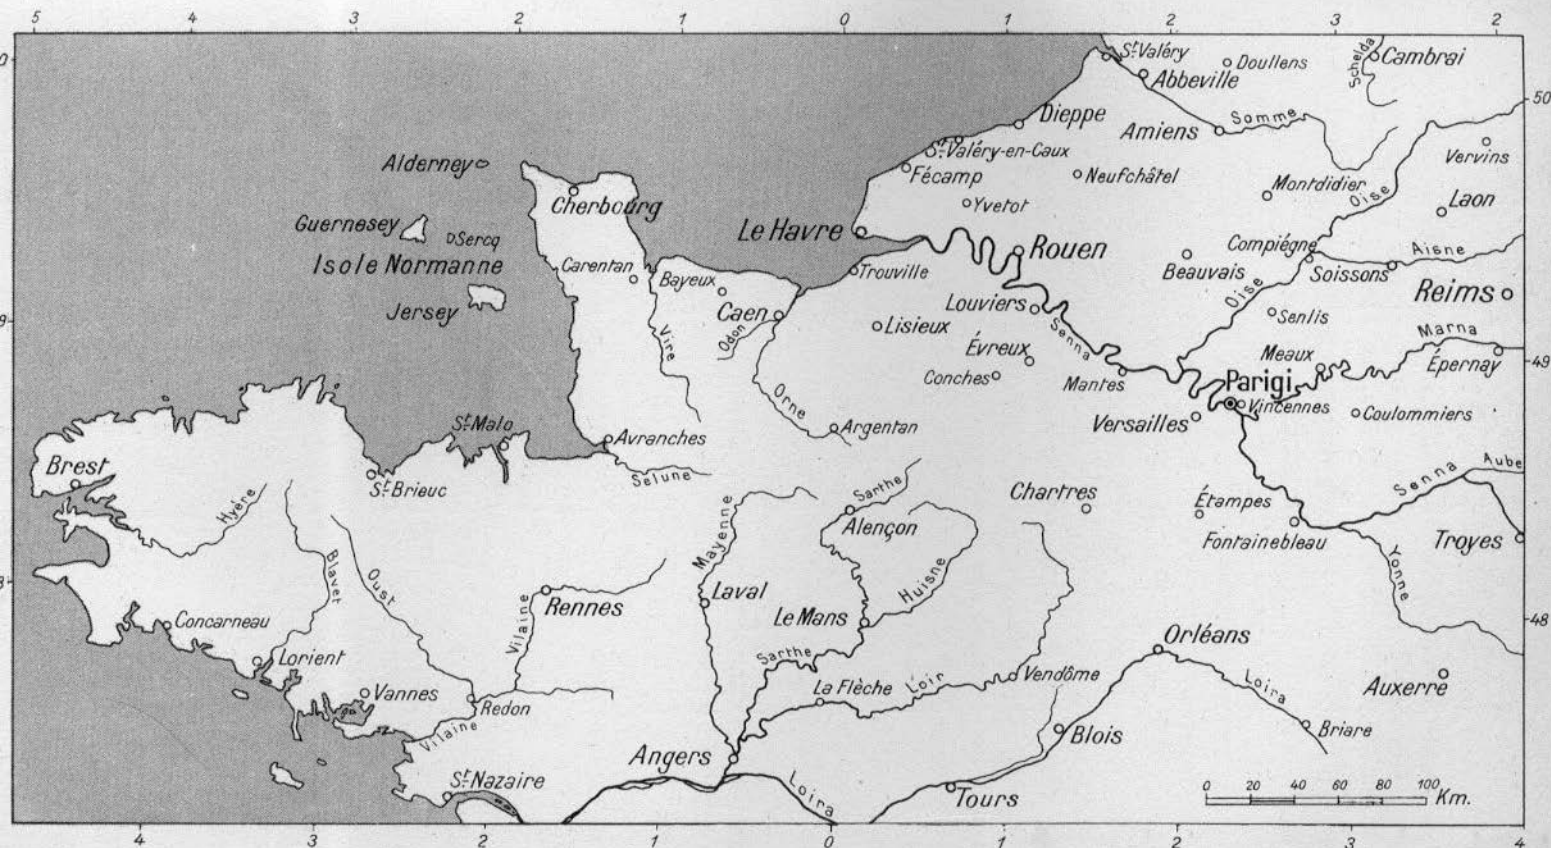 5 4 3 2 1 0 1 2 3 2
St Valéry
Doullens
Schelda
Cambrai
Abbeville
50
Dieppe
Amiens
Somme
St Valéry-en-Caux
Vervins
Alderney
Fécamp
Neufchâtel
Montdidier
Oise
Laon
Cherbourg
Yvetot
Guernesey
Sercq
Le Havre
Rouen
Compiégne
Aisne
Isole Normanne
Carentan
Bayeux
Trouville
Beauvais
Soissons
Jersey
Caen
Louviers
Oise
Reims
Vire
Odon
Lisieux
Senna
Senlis
Marna
Évreux
Meaux
Épernay
49
Conches
Mantes
Parigi
Vincennes
Coulommiers
Orne
Versailles
St Malo
Avranches
Argentan
Brest
St Brieuc
Selune
Senna
Aube
Hyère
Sarthe
Chartres
Étampes
Alençon
Fontainebleau
Troyes
Mayenne
Blavet
Oust
Huisne
Yonne
Rennes
Laval
Le Mans
48
Concarneau
Vilaine
Orléans
Lorient
Sarthe
Vannes
Redon
La Flèche
Loir
Vendôme
Loira
Auxerre
Vilaine
Blois
Briare
Angers
St Nazaire
Loira
Tours
0 20 40 60 80 100 Km.
4 3 2 1 0 1 2 3 4